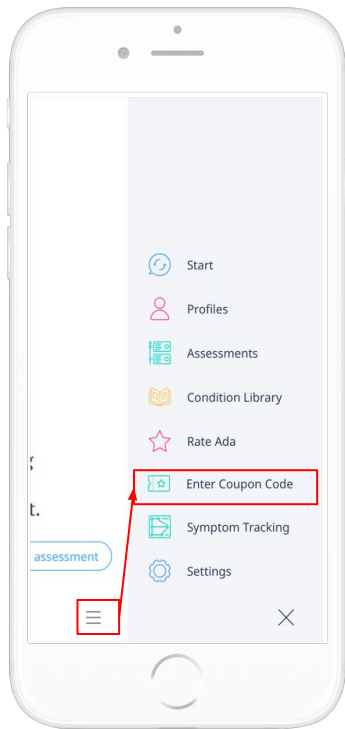 Start
Profiles
Assessments
Condition Library
Rate Ada
Enter Coupon Code
t.
Symptom Tracking
assessment
Settings